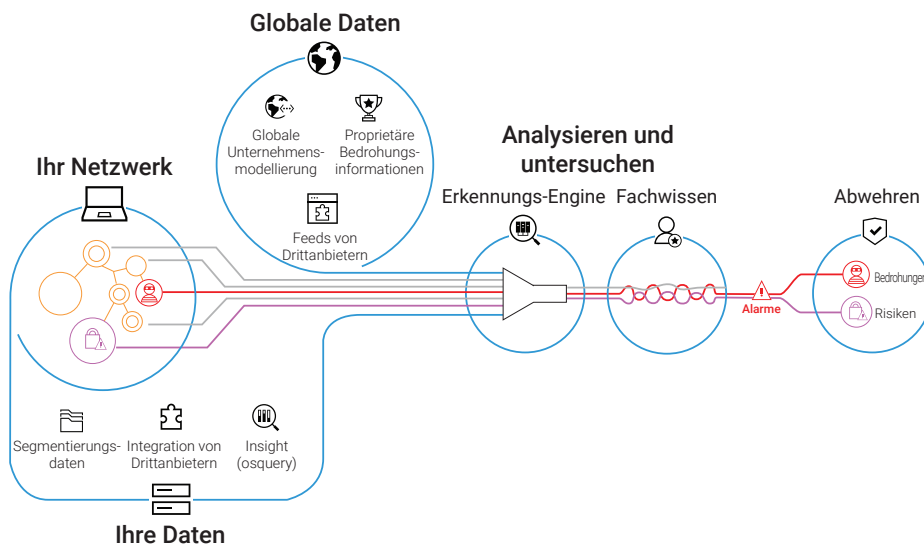 Globale Daten
Globale
Unternehmens-
modellierung
Proprietäre
Bedrohungs-
informationen
Feeds von
Drittanbietern
Ihr Netzwerk
Analysieren und
untersuchen
Erkennungs-Engine
Fachwissen
Abwehren
Alarme
Bedrohungen
Risiken
Segmentierungs-
daten
Integration von
Drittanbietern
Insight
(osquery)
Ihre Daten